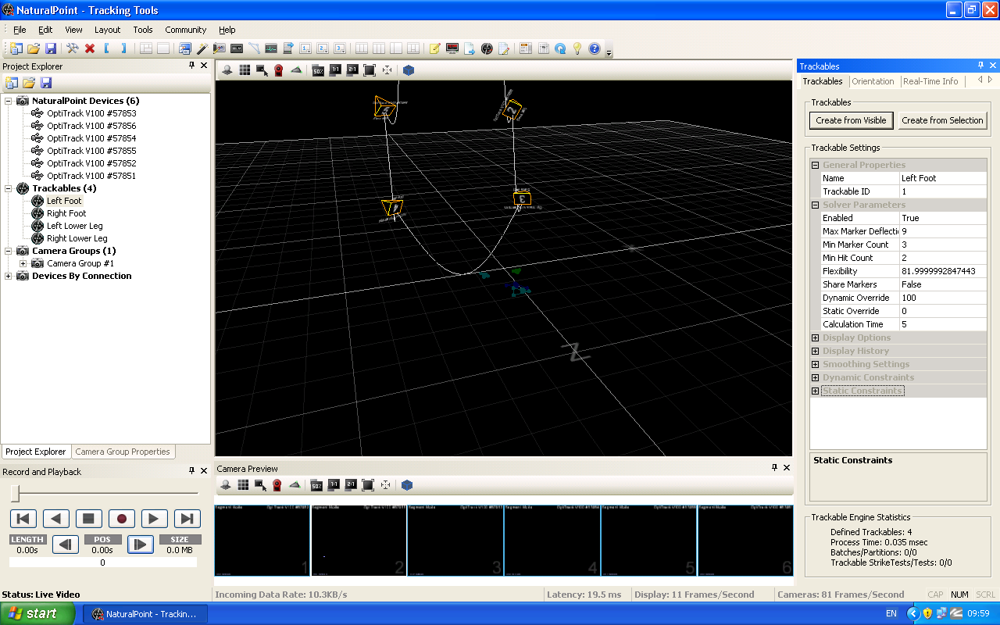 NaturalPoint - Tracking Tools
File Edit View Layout Tools Community Help
Project Explorer
NaturalPoint Devices (6)
OptiTrack V100 #57853
OptiTrack V100 #57856
OptiTrack V100 #57854
OptiTrack V100 #57855
OptiTrack V100 #57852
OptiTrack V100 #57851
Trackables (4)
Left Foot
Right Foot
Left Lower Leg
Right Lower Leg
Camera Groups (1)
Camera Group #1
Devices By Connection
Project Explorer Camera Group Properties
Record and Playback
LENGTH POS SIZE
0.00s 0.00s 0.0 MB
0
Status: Live Video
50% 1:1 2:1
2
3
Z
Camera Preview
50% 1:1 2:1
1 2 3 4 5 6
Incoming Data Rate: 10.3KB/s Latency: 19.5 ms Display: 11 Frames/Second Cameras: 81 Frames/Second CAP NUM SCRL
Trackables
Trackables Orientation Real-Time Info
Trackables
Create from Visible Create from Selection
Trackable Settings
General Properties
Name Left Foot
Trackable ID 1
Solver Parameters
Enabled True
Max Marker Deflecti 9
Min Marker Count 3
Min Hit Count 2
Flexibility 81.9999992847443
Share Markers False
Dynamic Override 100
Static Override 0
Calculation Time 5
Display Options
Display History
Smoothing Settings
Dynamic Constraints
Static Constraints
Static Constraints
Trackable Engine Statistics
Defined Trackables: 4
Process Time: 0.035 msec
Batches/Partitions: 0/0
Trackable StrikeTests/Tests: 0/0
start NaturalPoint - Trackin... EN 09:59